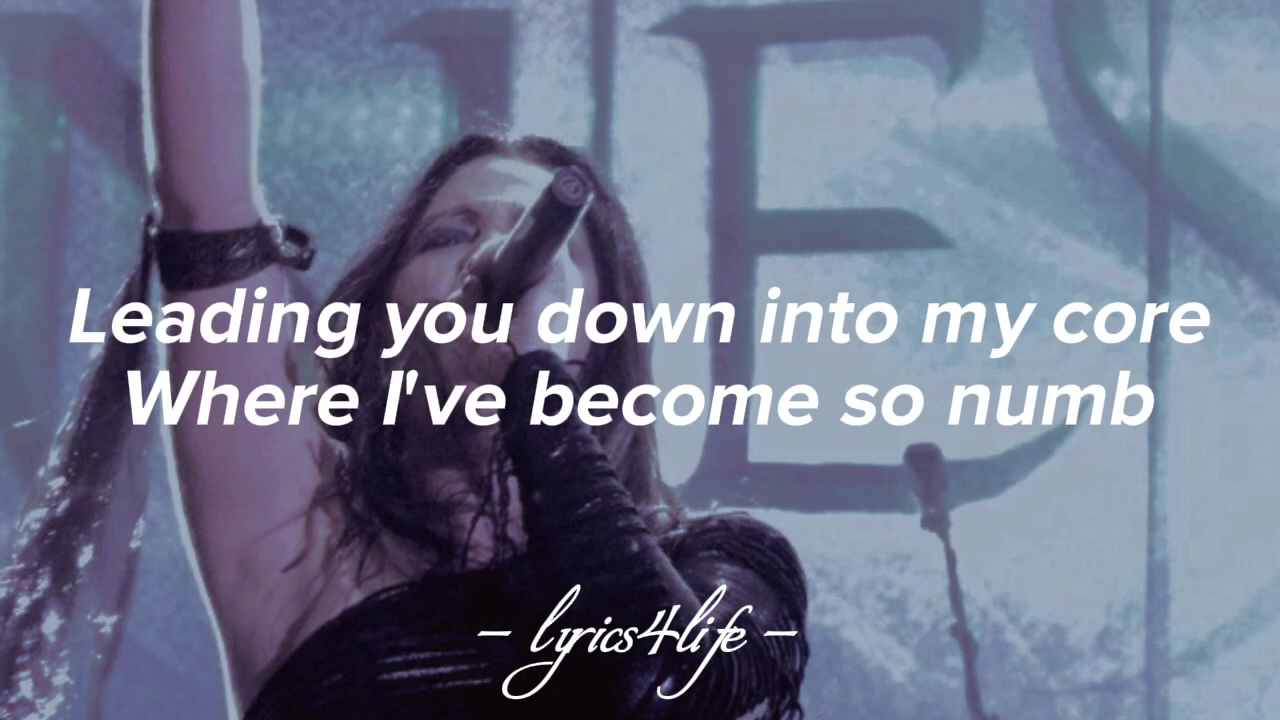 Leading you down into my core
Where I've become so numb
– lyrics4life –